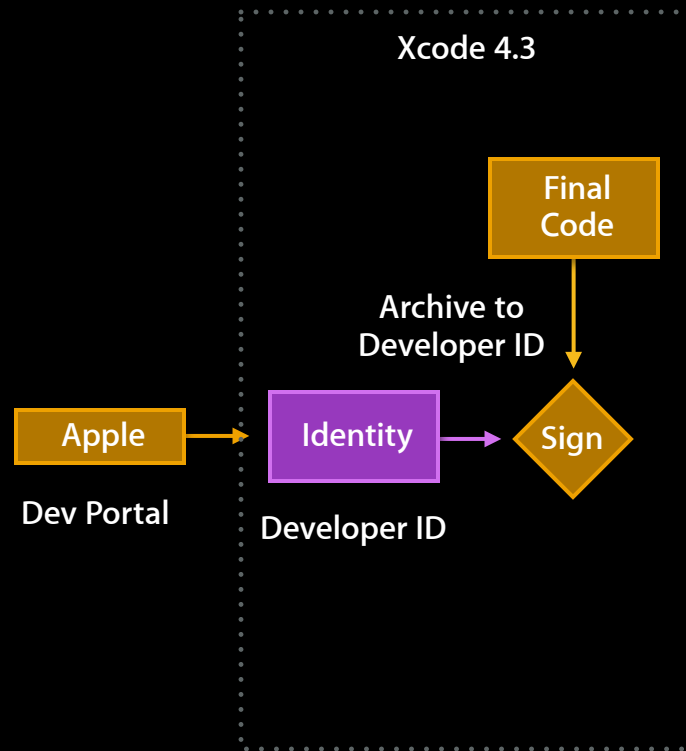 Xcode 4.3
Final
Code
Archive to
Developer ID
Apple
Identity
Sign
Dev Portal
Developer ID